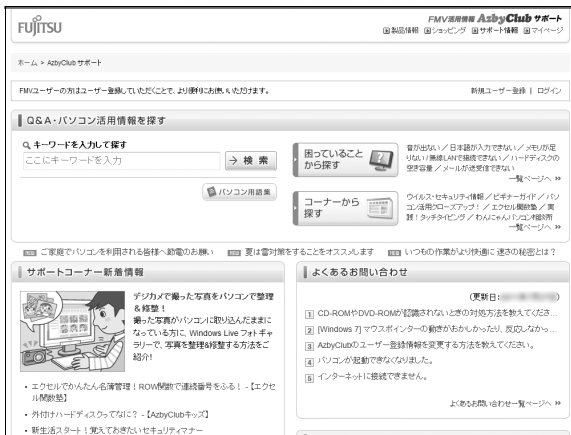 FUJITSU
FMV活用情報 AzbyClub サポート
製品情報 ショッピング サポート情報 マイページ
ホーム > AzbyClub サポート
FMVユーザーの方はユーザー登録していただくことで、より便利にお使いいただけます。
新規ユーザー登録 | ログイン
Q&A・パソコン活用情報を探す
キーワードを入力して探す
ここにキーワードを入力
→ 検索
パソコン用語集
困っていること
から探す
音が出ない／日本語が入力できない／メモリが足
りない／無線LANで接続できない／ハードディスクの
空き容量／メールが送受信できない
一覧ページへ »
コーナーから
探す
ウイルス・セキュリティ情報／ビギナーガイド／パソ
コン活用クローズアップ！／エクセル関数塾／実
践！タッチタイピング／わんにゃんパソコン相談所
一覧ページへ »
NEW ご家庭でパソコンを利用される皆様へ節電のお願い NEW 夏は雷対策をすることをオススメします NEW いつもの作業がより快適に 速さの秘密とは？
サポートコーナー新着情報
デジカメで撮った写真をパソコンで整理
＆修整！
撮った写真がパソコンに取り込んだままに
なっている方に、Windows Live フォトギャ
ラリーで、写真を整理&修整する方法をご
紹介!
・エクセルでかんたん名簿管理！ROW関数で連続番号をふる！ -【エクセ
ル関数塾】
・外付けハードディスクってなに？ -【AzbyClubキッズ】
・新生活スタート！覚えておきたいセキュリティマナー
よくあるお問い合わせ
(更新日:
1 CD-ROMやDVD-ROMが認識されないときの対処方法を教えてくださ...
2 [Windows 7] マウスポインターの動きがおかしかったり、反応しなかっ...
3 AzbyClubのユーザー登録情報を変更する方法を教えてください。
4 パソコンが起動できなくなりました。
5 インターネットに接続できません。
よくあるお問い合わせ一覧ページへ »